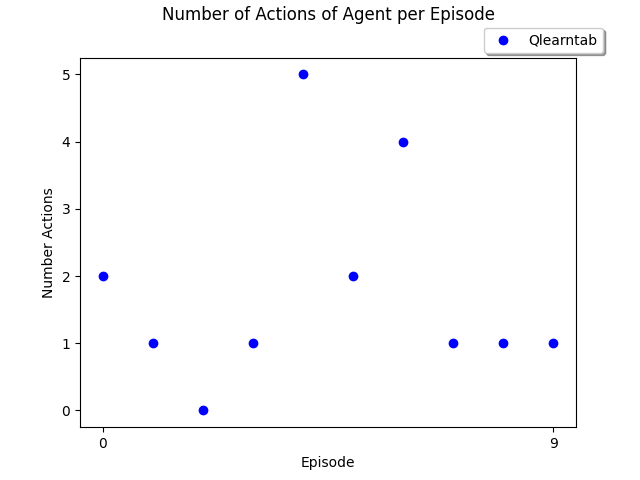 Number of Actions of Agent per Episode
Qlearntab
5
4
3
2
1
0
Number Actions
0 9
Episode